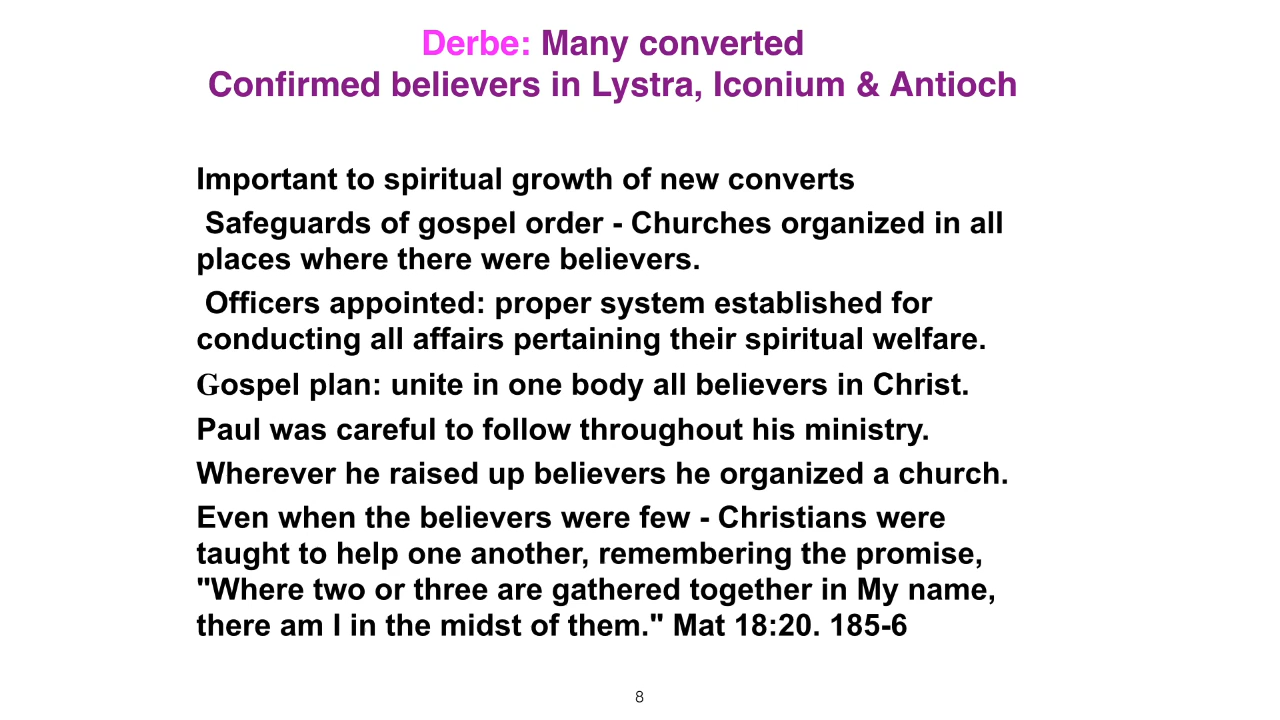 Derbe: Many converted
Confirmed believers in Lystra, Iconium & Antioch
Important to spiritual growth of new converts
Safeguards of gospel order - Churches organized in all
places where there were believers.
Officers appointed: proper system established for
conducting all affairs pertaining their spiritual welfare.
Gospel plan: unite in one body all believers in Christ.
Paul was careful to follow throughout his ministry.
Wherever he raised up believers he organized a church.
Even when the believers were few - Christians were
taught to help one another, remembering the promise,
"Where two or three are gathered together in My name,
there am I in the midst of them." Mat 18:20. 185-6
8